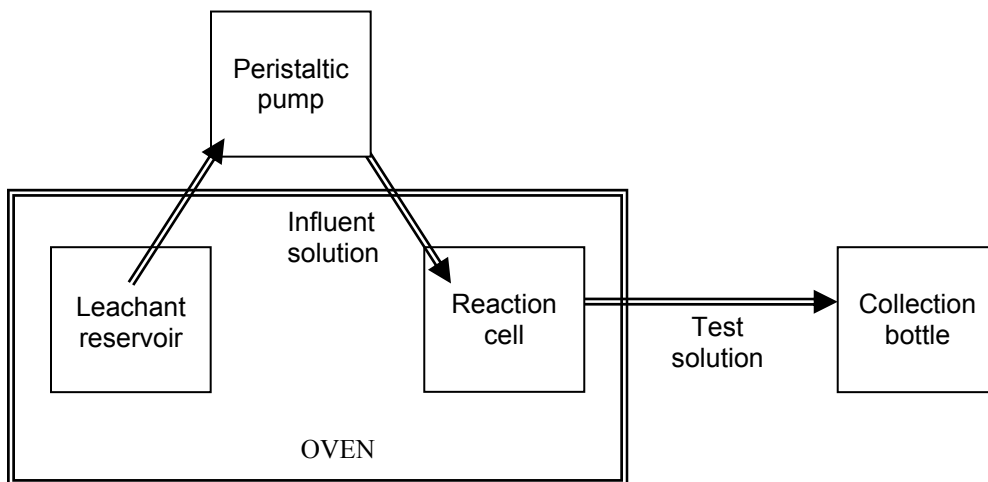 Peristaltic
pump
Influent
solution
Leachant
reservoir
Reaction
cell
Test
solution
Collection
bottle
OVEN